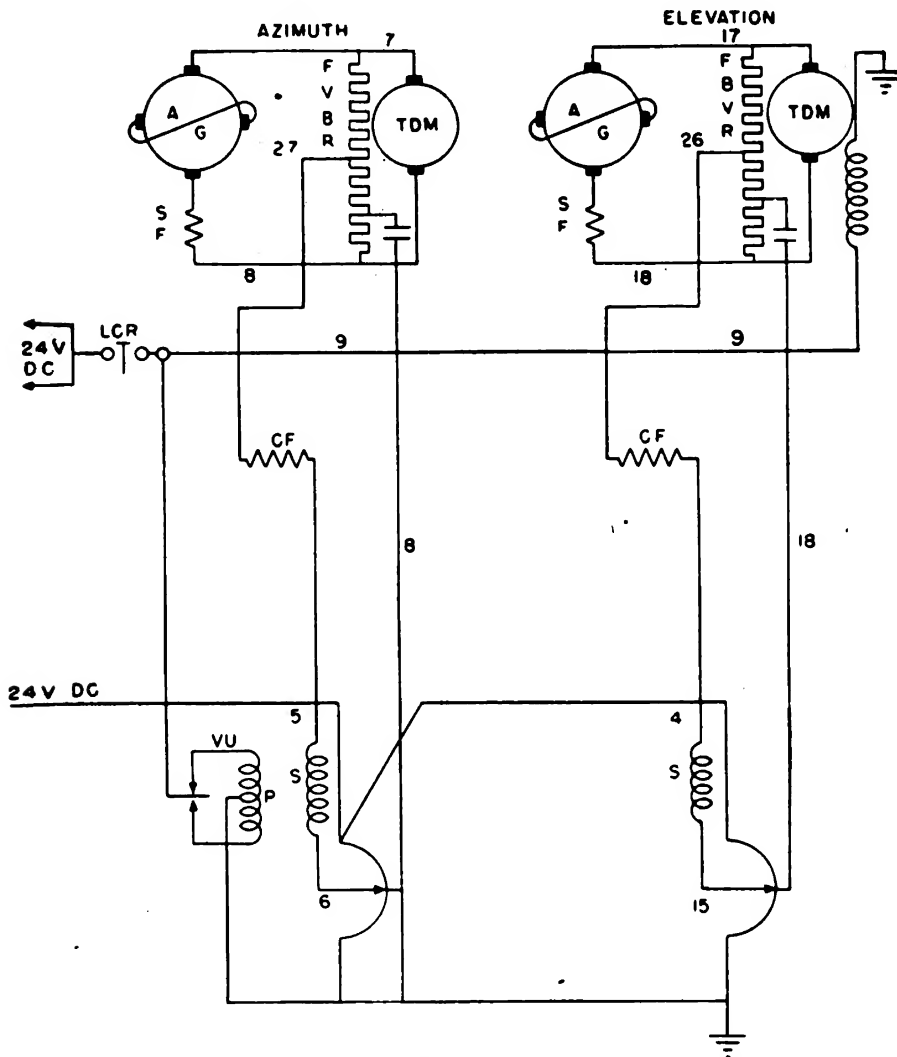 AZIMUTH
ELEVATION
7
17
F
V
B
R
F
B
V
R
A
G
TDM
A
G
TDM
27
26
S
F
S
F
8
18
LCR
24V
DC
9
9
CF
CF
8
18
24V DC
5
4
VU
P
S
S
6
15